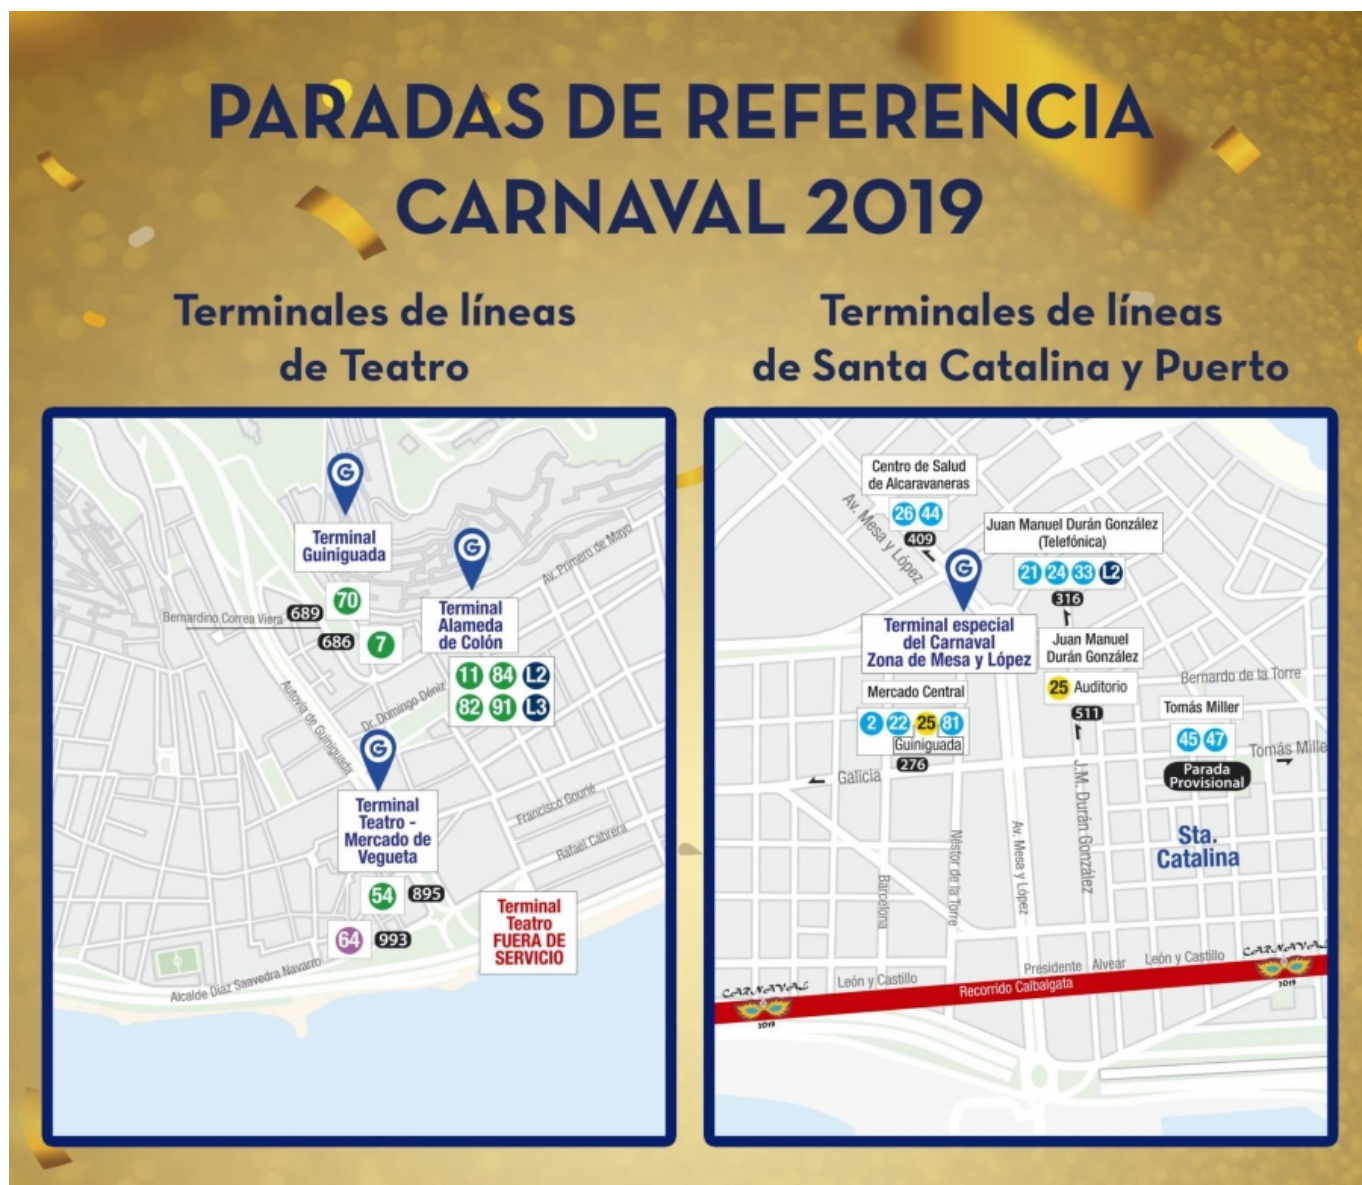 PARADAS DE REFERENCIA
CARNAVAL 2019
Terminales de líneas
de Teatro
G
Terminal
Guiniguada
Bernardino Correa Viera
689
70
686
7
G
Terminal
Alameda
de Colón
11 84 L2
82 91 L3
Av. Primero de Mayo
Dr. Domingo Déniz
Autovía de Guiniguada
G
Terminal
Teatro -
Mercado de
Vegueta
54 895
64 993
Francisco Gourié
Rafael Cabrera
Terminal
Teatro
FUERA DE
SERVICIO
Alcalde Díaz Saavedra Navarro
Terminales de líneas
de Santa Catalina y Puerto
Centro de Salud
de Alcaravaneras
26 44
409
Av. Mesa y López
Juan Manuel Durán González
(Telefónica)
21 24 33 L2
316
G
Terminal especial
del Carnaval
Zona de Mesa y López
Juan Manuel
Durán González
25 Auditorio
511
Bernardo de la Torre
Mercado Central
2 22 25 81
Guiniguada
276
Tomás Miller
45 47
Parada
Provisional
Tomás Mille
Galicia
J.M. Durán González
Sta.
Catalina
Av. Mesa y López
Néstor de la Torre
Barcelona
León y Castillo
Presidente Alvear
León y Castillo
Recorrido Calbalgata
CARNAVAL
2019
CARNAVAL
2019